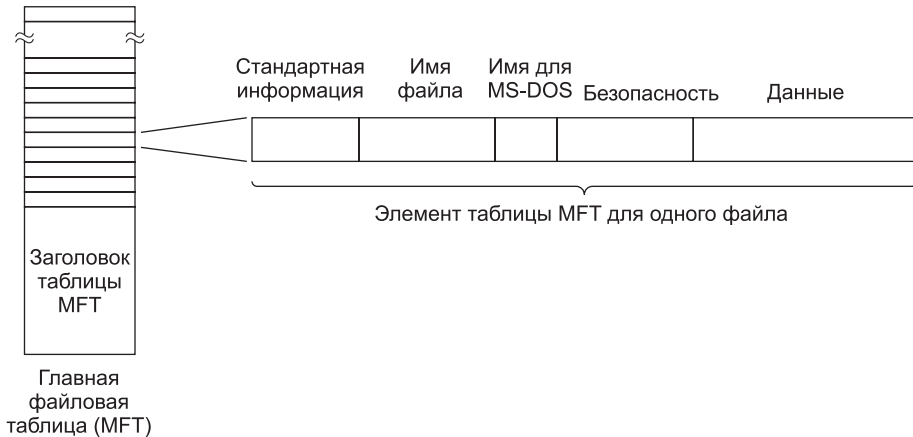 Стандартная
информация
Имя
файла
Имя для
MS-DOS
Безопасность
Данные
Элемент таблицы MFT для одного файла
Заголовок
таблицы
MFT
Главная
файловая
таблица (MFT)